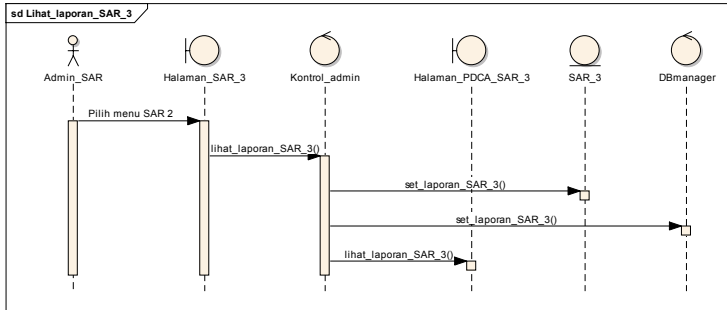 sd Lihat_laporan_SAR_3
Admin_SAR
Halaman_SAR_3
Kontrol_admin
Halaman_PDCA_SAR_3
SAR_3
DBmanager
Pilih menu SAR 2
lihat_laporan_SAR_3()
set_laporan_SAR_3()
set_laporan_SAR_3()
lihat_laporan_SAR_3()